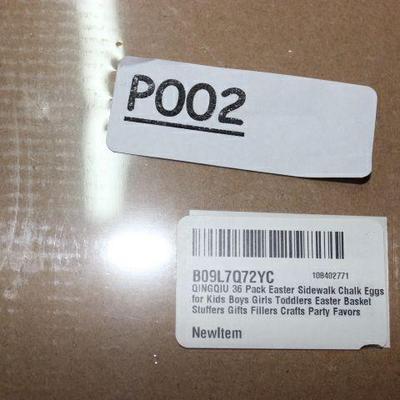 P002
B09L7Q72YC 10B402771
QINGQIU 36 Pack Easter Sidewalk Chalk Eggs
for Kids Boys Girls Toddlers Easter Basket
Stuffers Gifts Fillers Crafts Party Favors
NewItem